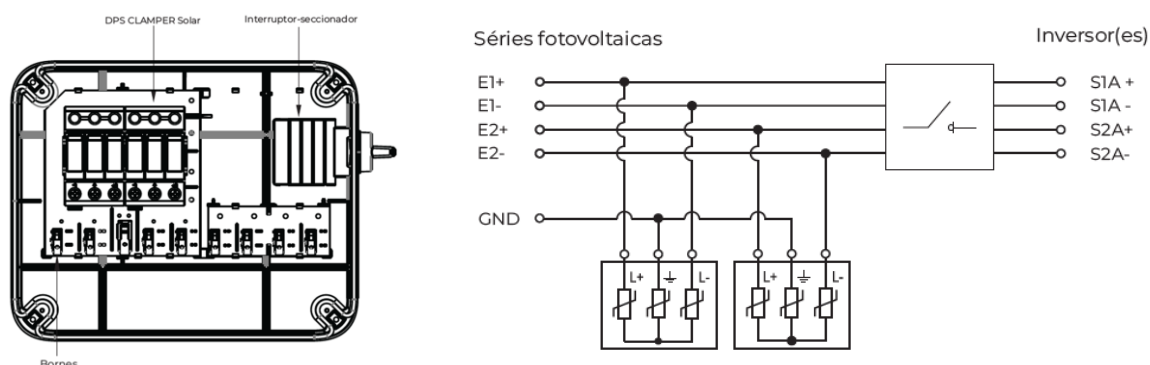 DPS CLAMPER Solar
Interruptor-seccionador
Bornes
Séries fotovoltaicas
Inversor(es)
E1+
S1A +
E1-
S1A -
E2+
S2A+
E2-
S2A-
GND
L+
L-
L+
L-